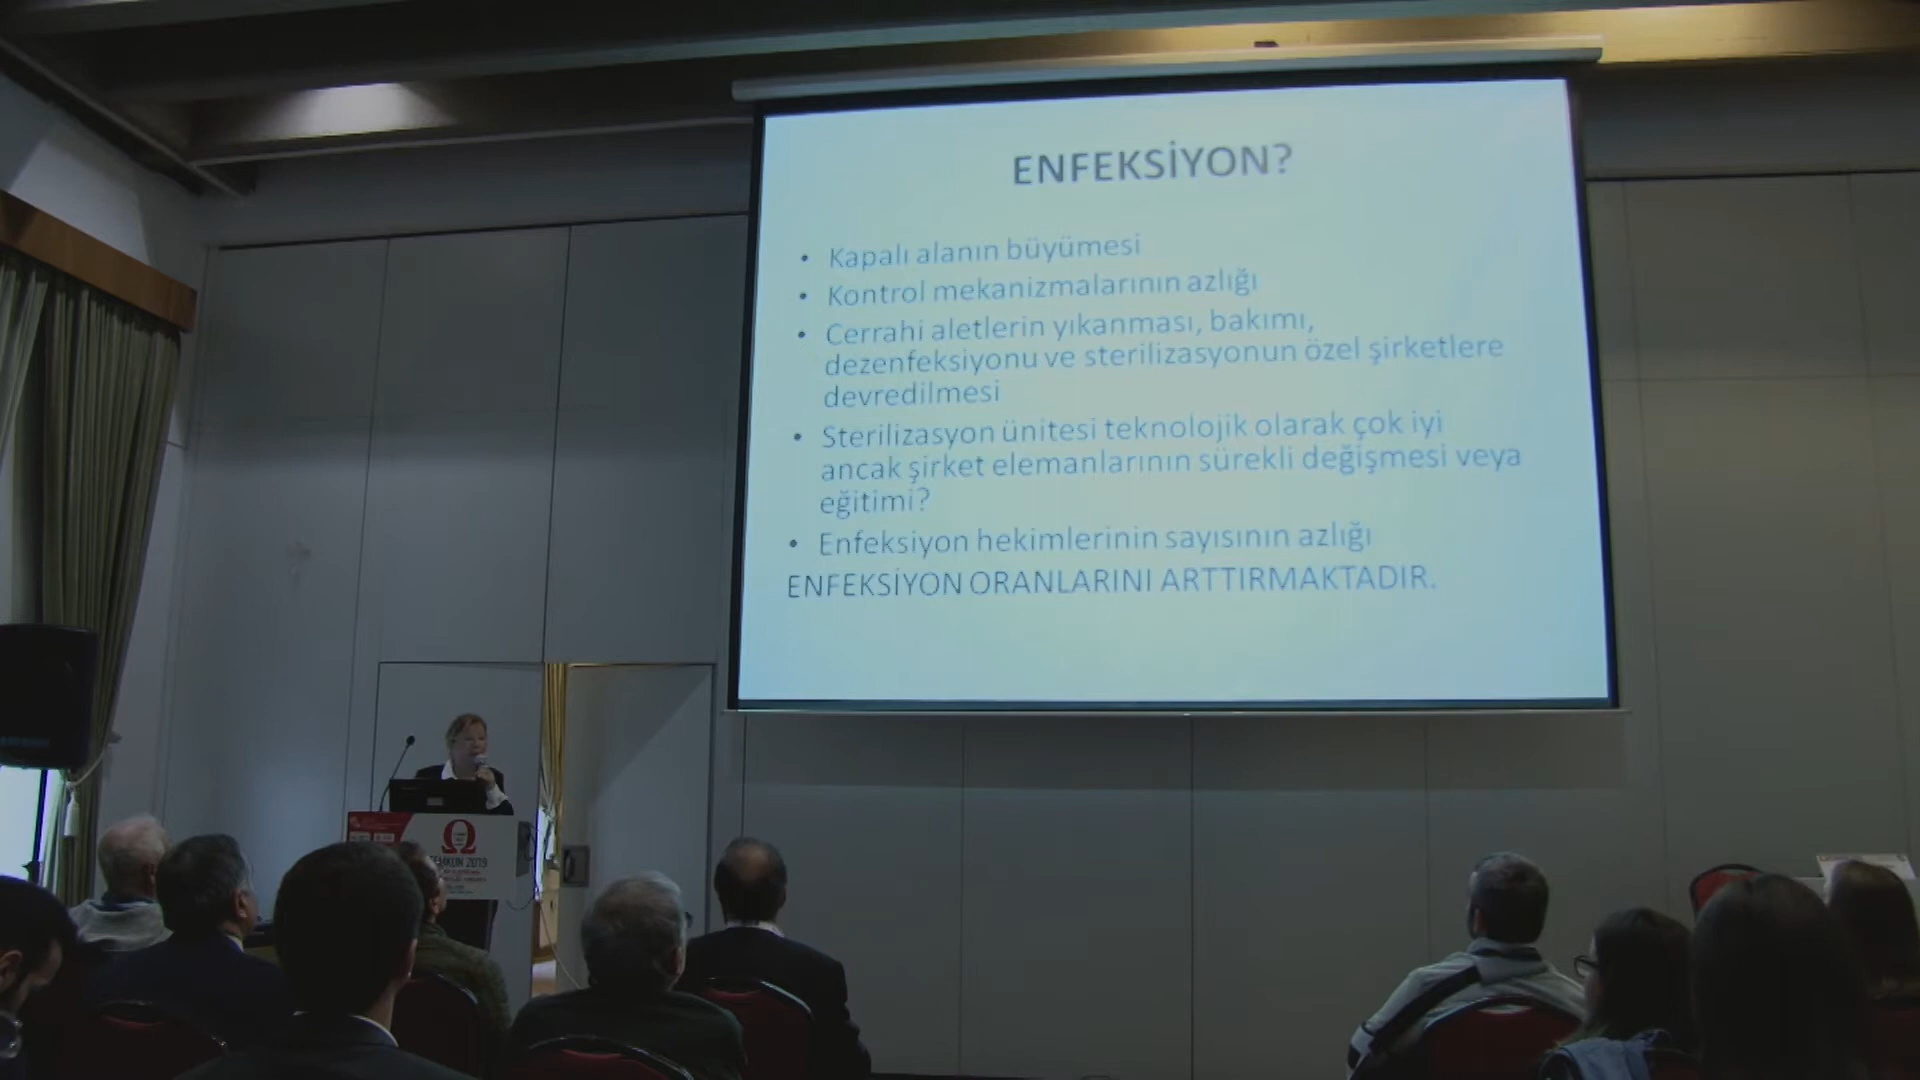 ENFEKSİYON?
• Kapalı alanın büyümesi
• Kontrol mekanizmalarının azlığı
• Cerrahi aletlerin yıkanması, bakımı,
dezenfeksiyonu ve sterilizasyonun özel şirketlere
devredilmesi
• Sterilizasyon ünitesi teknolojik olarak çok iyi
ancak şirket elemanlarının sürekli değişmesi veya
eğitimi?
• Enfeksiyon hekimlerinin sayısının azlığı
ENFEKSİYON ORANLARINI ARTTIRMAKTADIR.
2019